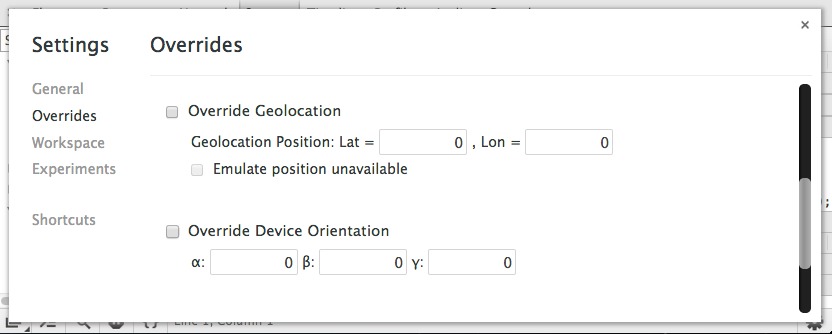 Settings
Overrides
General
Overrides
Workspace
Experiments
Shortcuts
Override Geolocation
Geolocation Position: Lat = 0 , Lon = 0
Emulate position unavailable
Override Device Orientation
α: 0 β: 0 γ: 0
Line 1, Column 1